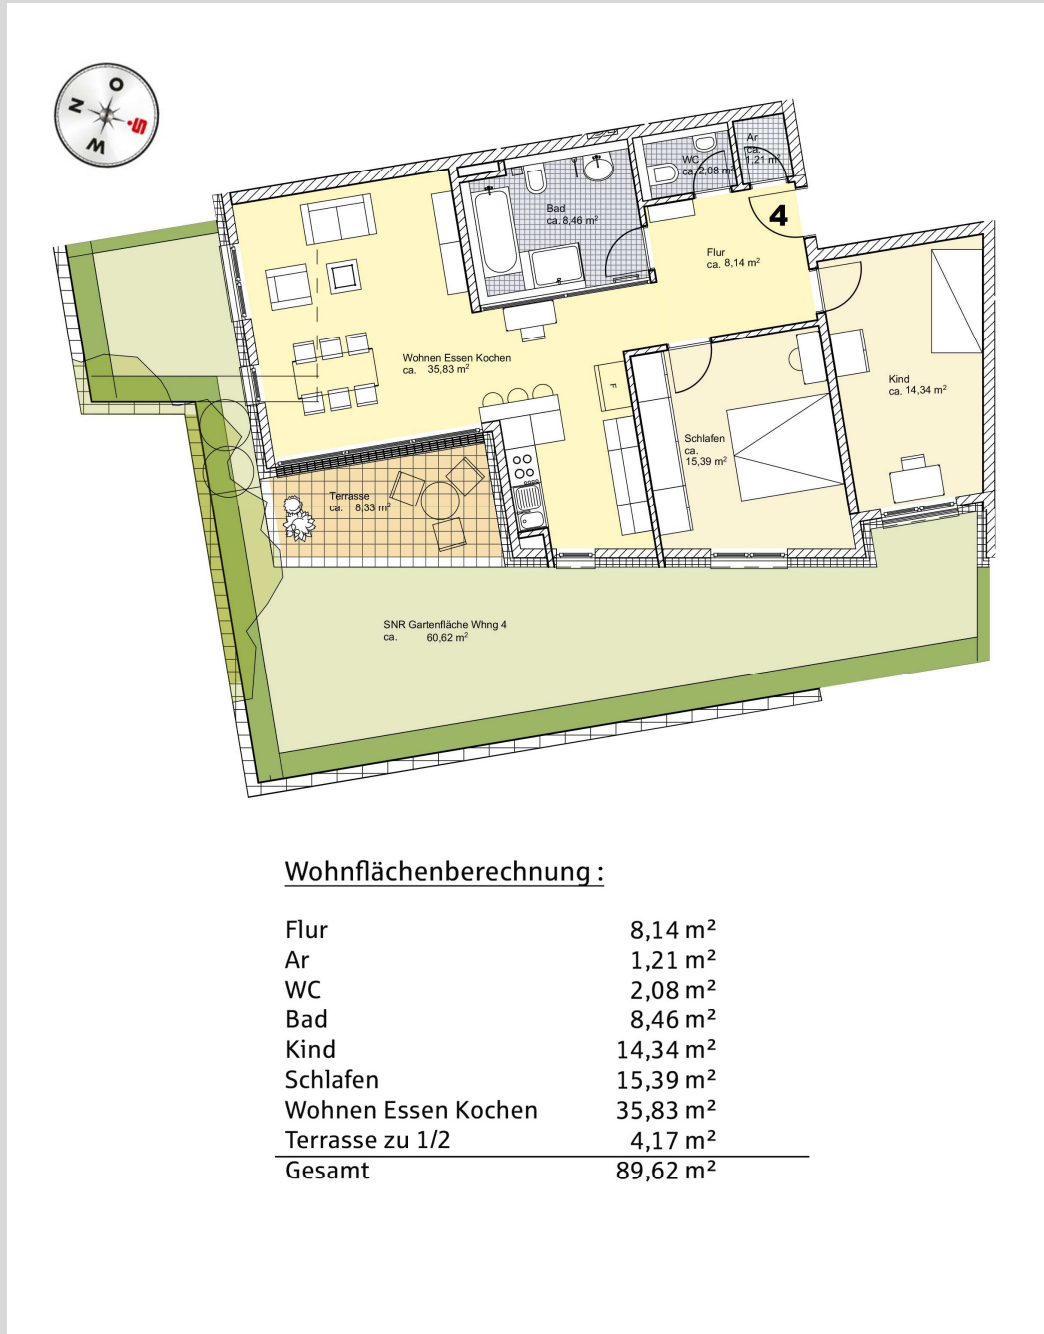 O
N
S
W
Ar
ca.
1,21 m²
WC
ca. 2,08 m²
4
Bad
ca. 8,46 m²
Flur
ca. 8,14 m²
Wohnen Essen Kochen
ca. 35,83 m²
F
Kind
ca. 14,34 m²
Schlafen
ca.
15,39 m²
Terrasse
ca. 8,33 m²
SNR Gartenfläche Whng 4
ca. 60,62 m²
Wohnflächenberechnung :
Flur 8,14 m²
Ar 1,21 m²
WC 2,08 m²
Bad 8,46 m²
Kind 14,34 m²
Schlafen 15,39 m²
Wohnen Essen Kochen 35,83 m²
Terrasse zu 1/2 4,17 m²
Gesamt 89,62 m²